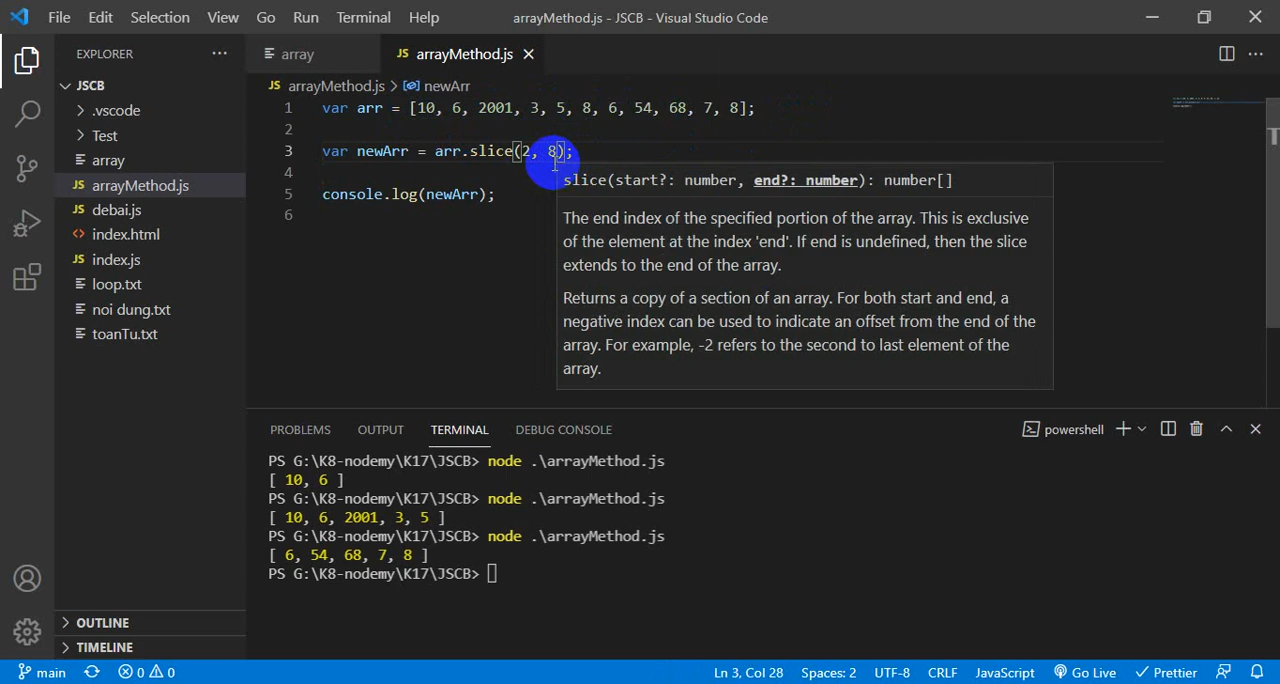 File Edit Selection View Go Run Terminal Help arrayMethod.js - JSCB - Visual Studio Code
EXPLORER
JSCB
.vscode
Test
array
arrayMethod.js
debai.js
index.html
index.js
loop.txt
noi dung.txt
toanTu.txt
OUTLINE
TIMELINE
array JS arrayMethod.js
JS arrayMethod.js > newArr
1 var arr = [10, 6, 2001, 3, 5, 8, 6, 54, 68, 7, 8];
2
3 var newArr = arr.slice(2, 8);
4
5 console.log(newArr);
6
slice(start?: number, end?: number): number[]
The end index of the specified portion of the array. This is exclusive
of the element at the index 'end'. If end is undefined, then the slice
extends to the end of the array.
Returns a copy of a section of an array. For both start and end, a
negative index can be used to indicate an offset from the end of the
array. For example, -2 refers to the second to last element of the
array.
PROBLEMS OUTPUT TERMINAL DEBUG CONSOLE powershell
PS G:\K8-nodemy\K17\JSCB> node .\arrayMethod.js
[ 10, 6 ]
PS G:\K8-nodemy\K17\JSCB> node .\arrayMethod.js
[ 10, 6, 2001, 3, 5 ]
PS G:\K8-nodemy\K17\JSCB> node .\arrayMethod.js
[ 6, 54, 68, 7, 8 ]
PS G:\K8-nodemy\K17\JSCB>
main 0 0 Ln 3, Col 28 Spaces: 2 UTF-8 CRLF JavaScript Go Live Prettier